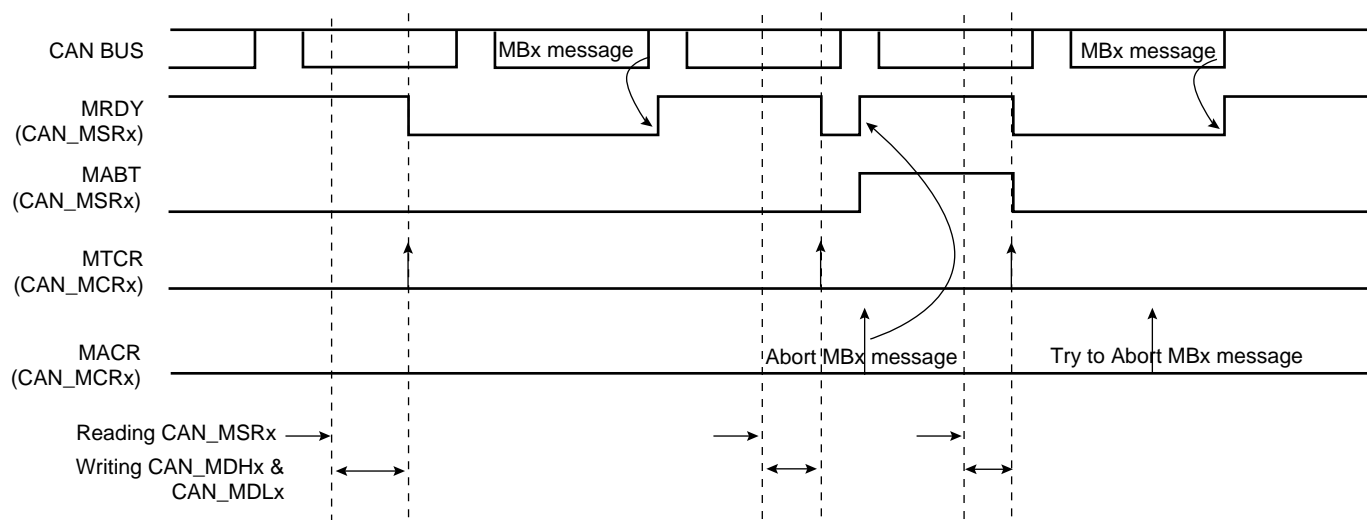 CAN BUS
MBx message
MBx message
MRDY
(CAN_MSRx)
MABT
(CAN_MSRx)
MTCR
(CAN_MCRx)
MACR
(CAN_MCRx)
Abort MBx message
Try to Abort MBx message
Reading CAN_MSRx
Writing CAN_MDHx &
CAN_MDLx